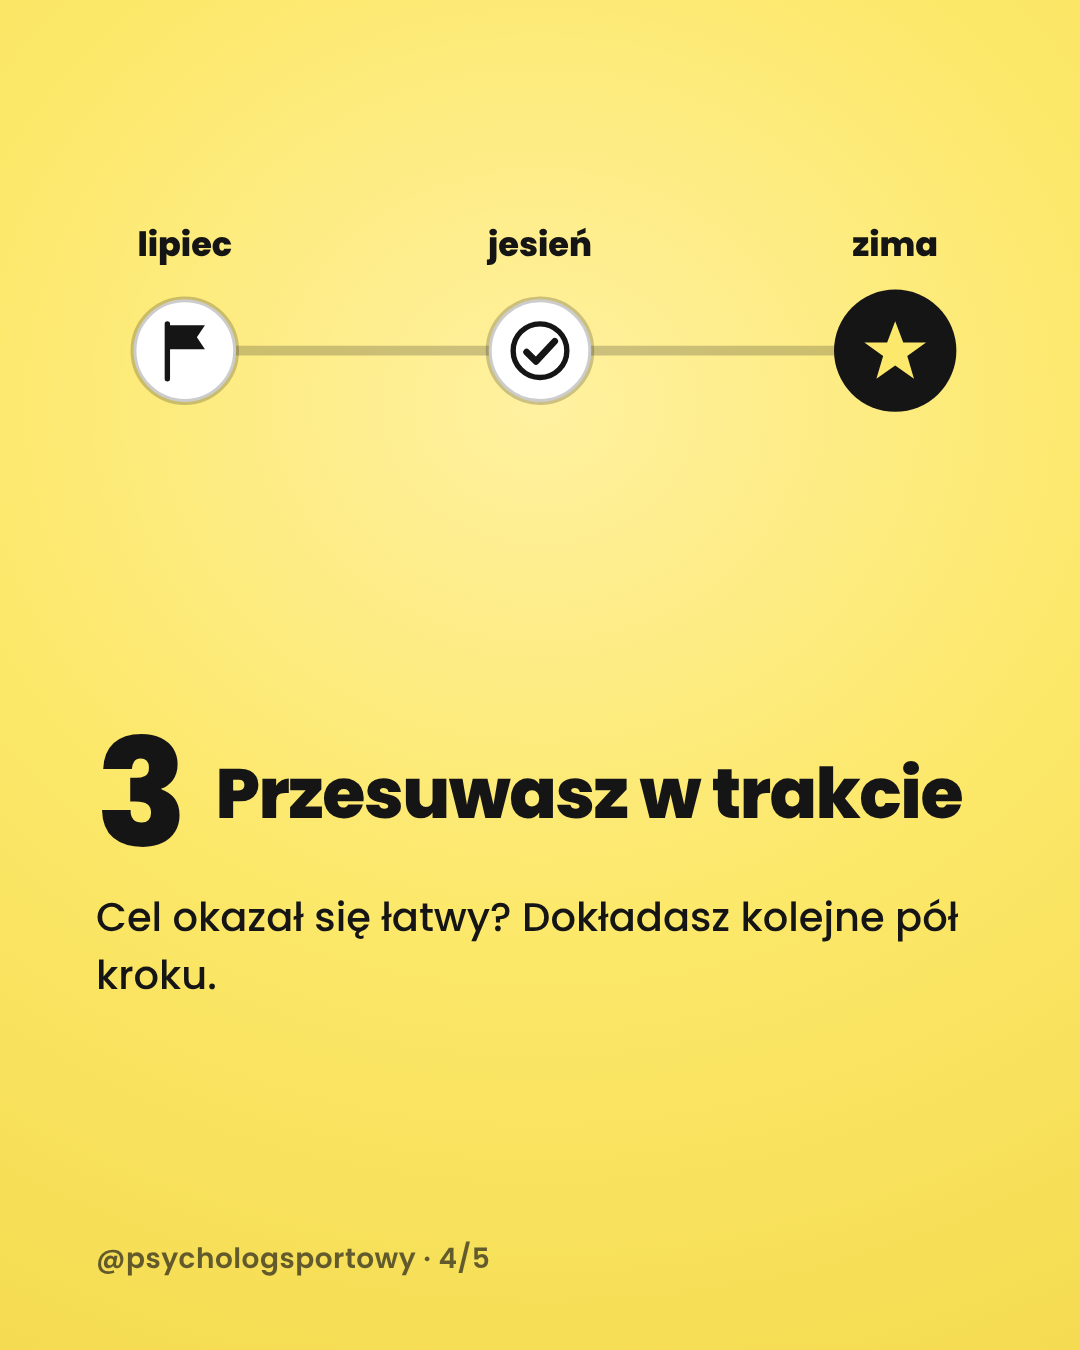 lipiec jesień zima
3 Przesuwasz w trakcie
Cel okazał się łatwy? Dokładasz kolejne pół
kroku.
@psychologsportowy · 4/5